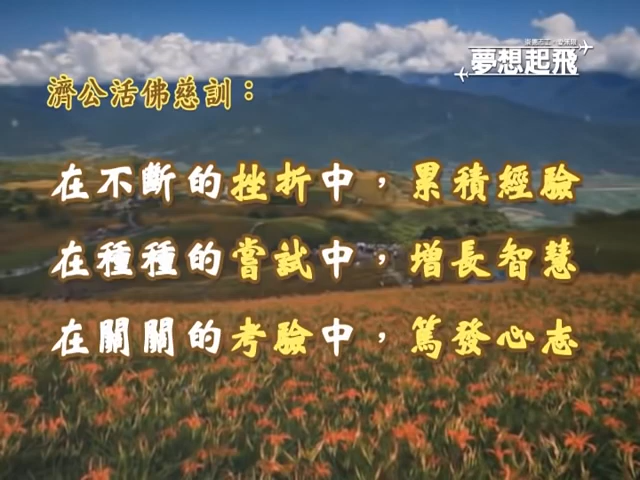 夢想起飛
濟公活佛慈訓：
在不斷的挫折中，累積經驗
在種種的嘗試中，增長智慧
在關關的考驗中，篤發心志